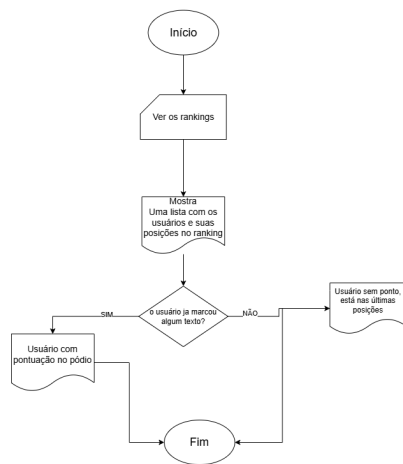 Início
Ver os rankings
Mostra
Uma lista com os
usuários e suas
posições no ranking
o usuário ja marcou
algum texto?
SIM
NÃO
Usuário sem ponto,
está nas últimas
posições
Usuário com
pontuação no pódio
Fim